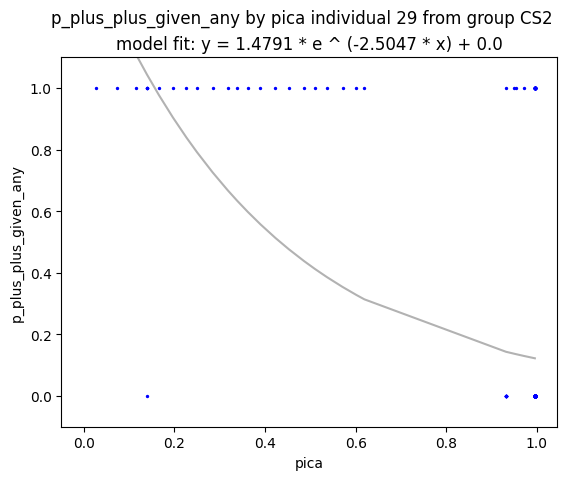 p_plus_plus_given_any by pica individual 29 from group CS2
model fit: y = 1.4791 * e ^ (-2.5047 * x) + 0.0
1.0
0.8
0.6
0.4
0.2
0.0
p_plus_plus_given_any
0.0 0.2 0.4 0.6 0.8 1.0
pica